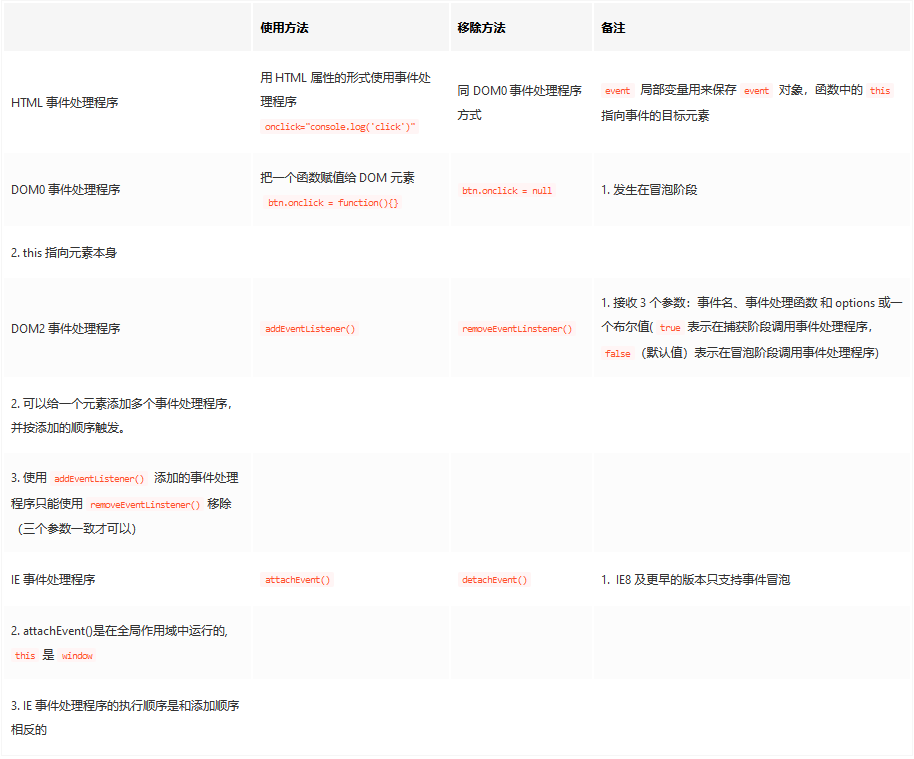 使用方法 移除方法 备注
HTML 事件处理程序
用 HTML 属性的形式使用事件处
理程序
onclick="console.log('click')"
同 DOM0 事件处理程序
方式
event 局部变量用来保存 event 对象，函数中的 this
指向事件的目标元素
DOM0 事件处理程序
把一个函数赋值给 DOM 元素
btn.onclick = function(){}
btn.onclick = null
1. 发生在冒泡阶段
2. this 指向元素本身
DOM2 事件处理程序
addEventListener()
removeEventLinstener()
1. 接收 3 个参数：事件名、事件处理函数 和 options 或一
个布尔值( true 表示在捕获阶段调用事件处理程序,
false （默认值）表示在冒泡阶段调用事件处理程序)
2. 可以给一个元素添加多个事件处理程序，
并按添加的顺序触发。
3. 使用 addEventListener() 添加的事件处理
程序只能使用 removeEventLinstener() 移除
（三个参数一致才可以）
IE 事件处理程序
attachEvent()
detachEvent()
1. IE8 及更早的版本只支持事件冒泡
2. attachEvent()是在全局作用域中运行的,
this 是 window
3. IE 事件处理程序的执行顺序是和添加顺序
相反的